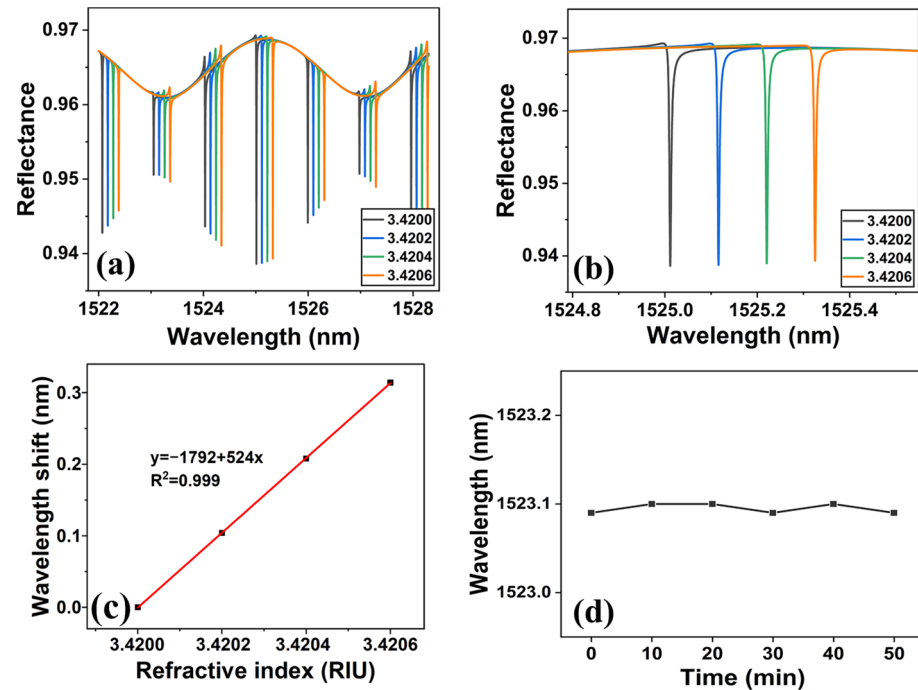 0.97
0.96
0.95
0.94
Reflectance
3.4200
3.4202
3.4204
3.4206
(a)
1522 1524 1526 1528
Wavelength (nm)
0.97
0.96
0.95
0.94
Reflectance
3.4200
3.4202
3.4204
3.4206
(b)
1524.8 1525.0 1525.2 1525.4
Wavelength (nm)
0.3
0.2
0.1
0.0
Wavelength shift (nm)
y=−1792+524x
R²=0.999
(c)
3.4200 3.4202 3.4204 3.4206
Refractive index (RIU)
1523.2
1523.1
1523.0
Wavelength (nm)
(d)
0 10 20 30 40 50
Time (min)